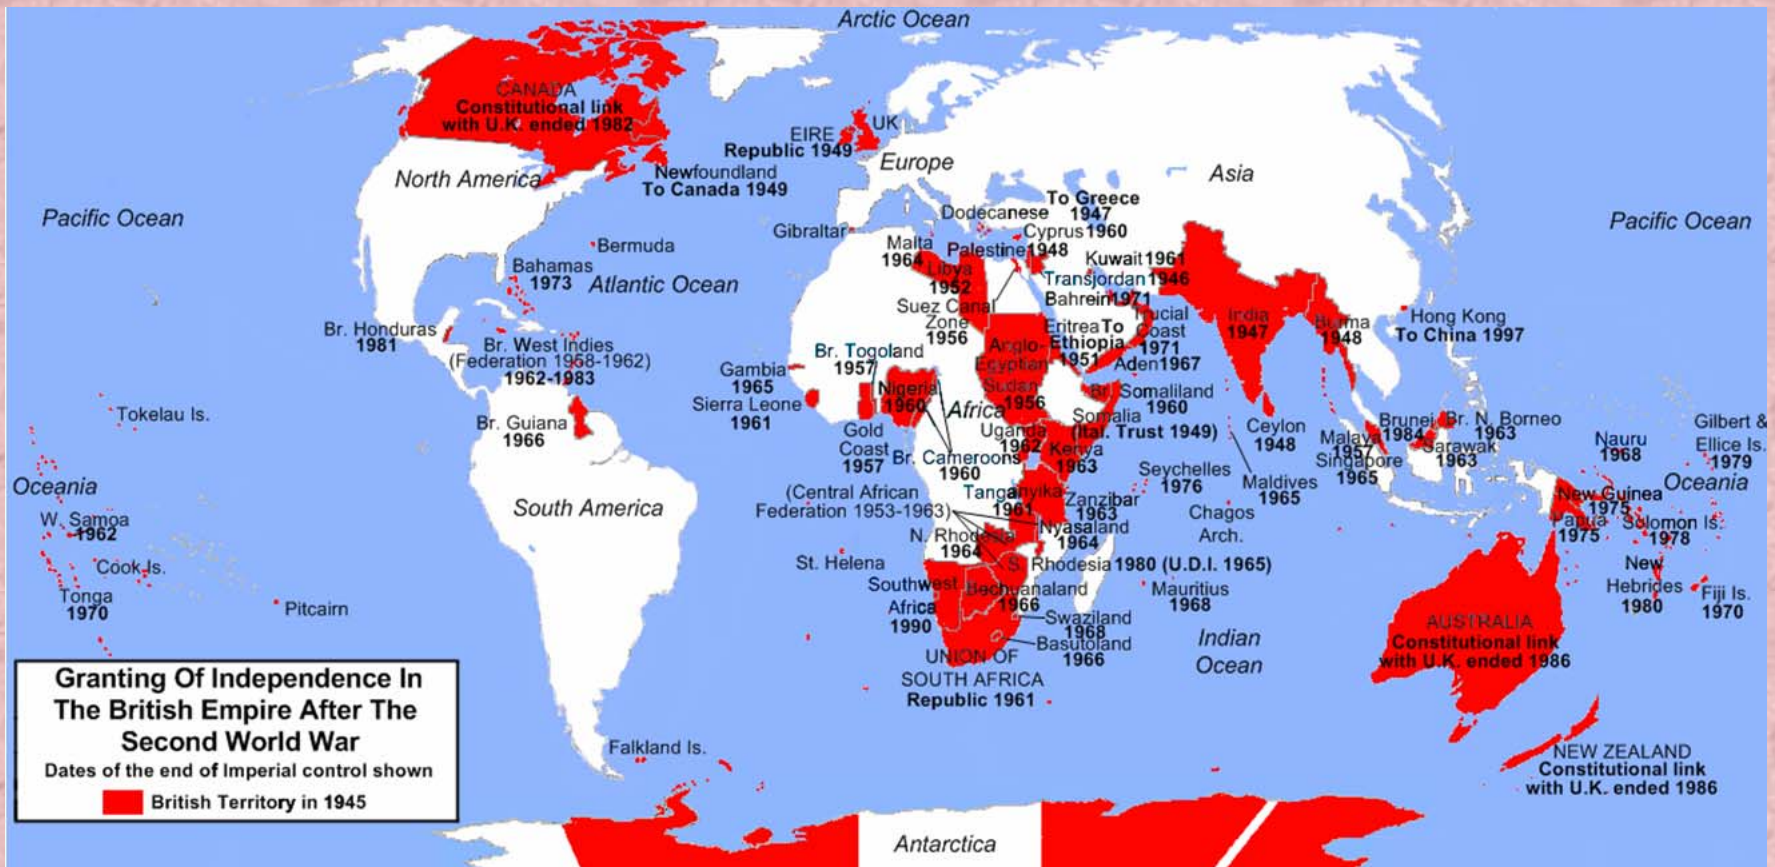 Arctic Ocean
CANADA
Constitutional link
with U.K. ended 1982
EIRE
Republic 1949
UK
Newfoundland
To Canada 1949
North America
Europe
Asia
Pacific Ocean
Pacific Ocean
Atlantic Ocean
Bermuda
Bahamas
1973
Br. Honduras
1981
Br. West Indies
(Federation 1958-1962)
1962-1983
Br. Guiana
1966
South America
Falkland Is.
Tokelau Is.
Oceania
W. Samoa
1962
Cook Is.
Tonga
1970
Pitcairn
Gibraltar
Malta
1964
Dodecanese
To Greece
1947
Cyprus 1960
Palestine 1948
Libya
1952
Kuwait 1961
Transjordan 1946
Bahrein 1971
Suez Canal
Zone
1956
Trucial
Coast
1971
Eritrea To
Ethiopia
1951
Aden 1967
Anglo-
Egyptian
Sudan
1956
Br. Togoland
1957
Gambia
1965
Sierra Leone
1961
Nigeria
1960
Africa
Gold
Coast
1957
Br. Cameroons
1960
Br. Somaliland
1960
Somalia
(Ital. Trust 1949)
Uganda
1962
Kenya
1963
Tanganyika
1961
Zanzibar
1963
Seychelles
1976
(Central African
Federation 1953-1963)
Nyasaland
1964
N. Rhodesia
1964
S. Rhodesia 1980 (U.D.I. 1965)
St. Helena
Southwest
Africa
1990
Bechuanaland
1966
Swaziland
1968
Basutoland
1966
UNION OF
SOUTH AFRICA
Republic 1961
Mauritius
1968
Chagos
Arch.
Maldives
1965
Indian
Ocean
India
1947
Burma
1948
Ceylon
1948
Hong Kong
To China 1997
Malaya
1957
Singapore
1965
Brunei
1984
Br. N. Borneo
1963
Sarawak
1963
Nauru
1968
Gilbert &
Ellice Is.
1979
Oceania
New Guinea
1975
Papua
1975
Solomon Is.
1978
New
Hebrides
1980
Fiji Is.
1970
AUSTRALIA
Constitutional link
with U.K. ended 1986
NEW ZEALAND
Constitutional link
with U.K. ended 1986
Antarctica
Granting Of Independence In
The British Empire After The
Second World War
Dates of the end of Imperial control shown
British Territory in 1945